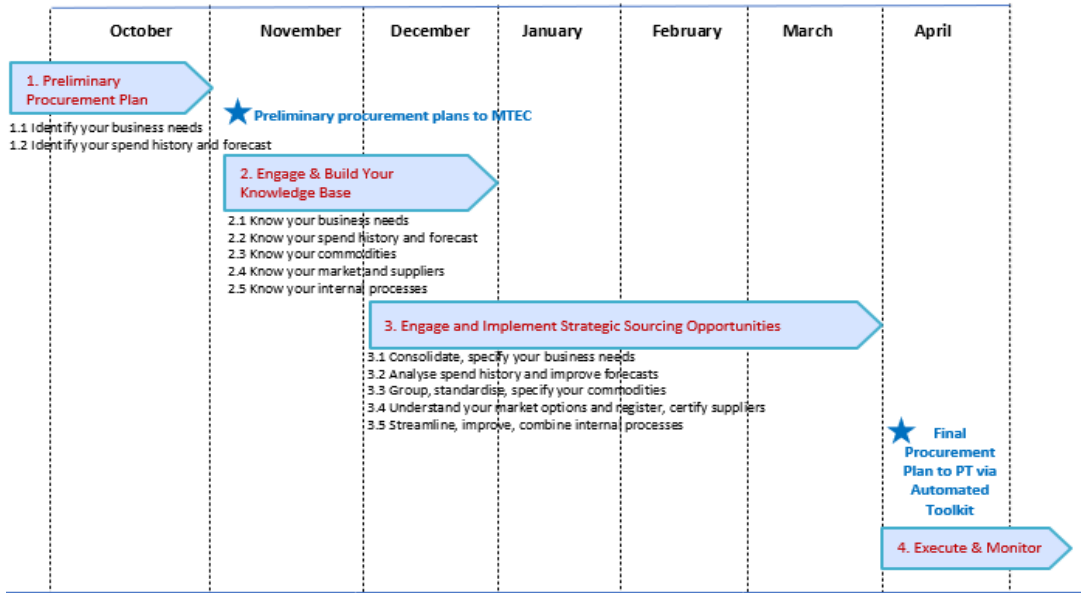 October November December January February March April
1. Preliminary
Procurement Plan
Preliminary procurement plans to MTEC
1.1 Identify your business needs
1.2 Identify your spend history and forecast
2. Engage & Build Your
Knowledge Base
2.1 Know your business needs
2.2 Know your spend history and forecast
2.3 Know your commodities
2.4 Know your market and suppliers
2.5 Know your internal processes
3. Engage and Implement Strategic Sourcing Opportunities
3.1 Consolidate, specify your business needs
3.2 Analyse spend history and improve forecasts
3.3 Group, standardise, specify your commodities
3.4 Understand your market options and register, certify suppliers
3.5 Streamline, improve, combine internal processes
Final
Procurement
Plan to PT via
Automated
Toolkit
4. Execute & Monitor